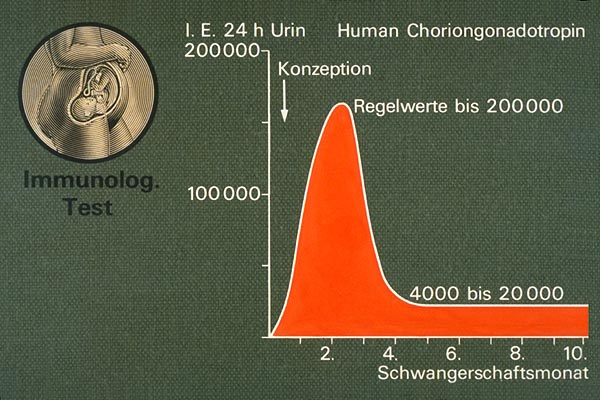 I. E. 24 h Urin
Human Choriongonadotropin
200000
Konzeption
Regelwerte bis 200000
Immunolog.
Test
100000
4000 bis 20000
2. 4. 6. 8. 10.
Schwangerschaftsmonat